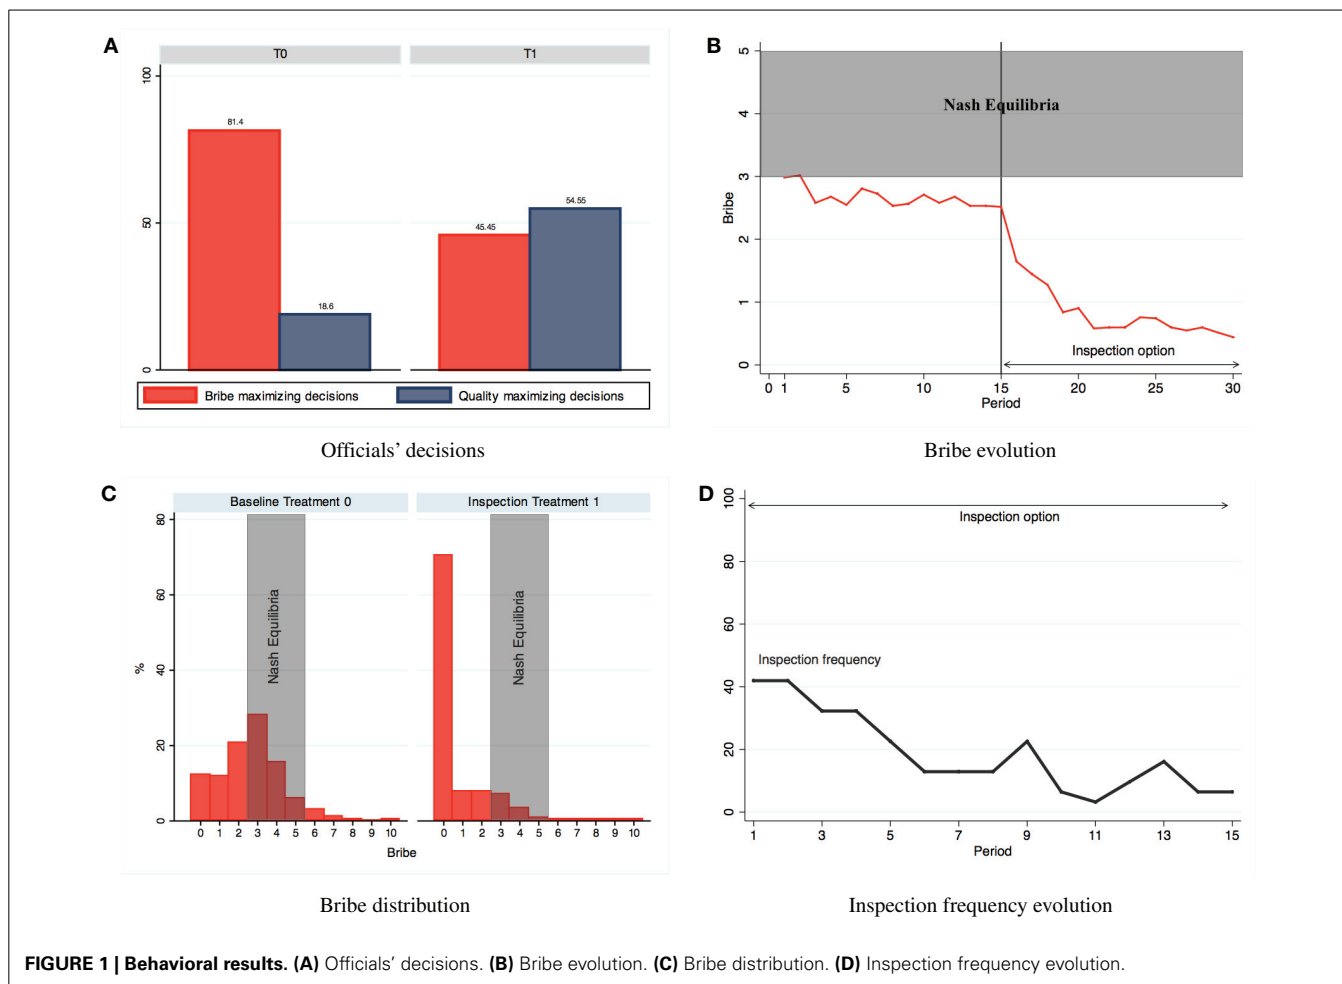 A
T0
T1
100
50
0
81.4
18.6
45.45
54.55
Bribe maximizing decisions
Quality maximizing decisions
Officials' decisions
B
5
4
3
2
1
0
Bribe
Nash Equilibria
Inspection option
0 1 5 10 15 20 25 30
Period
Bribe evolution
C
Baseline Treatment 0
Inspection Treatment 1
80
60
40
20
0
%
Nash Equilibria
Nash Equilibria
0 1 2 3 4 5 6 7 8 9 10
0 1 2 3 4 5 6 7 8 9 10
Bribe
Bribe distribution
D
100
80
60
40
20
0
Inspection option
Inspection frequency
1 3 5 7 9 11 13 15
Period
Inspection frequency evolution
FIGURE 1 | Behavioral results. (A) Officials' decisions. (B) Bribe evolution. (C) Bribe distribution. (D) Inspection frequency evolution.